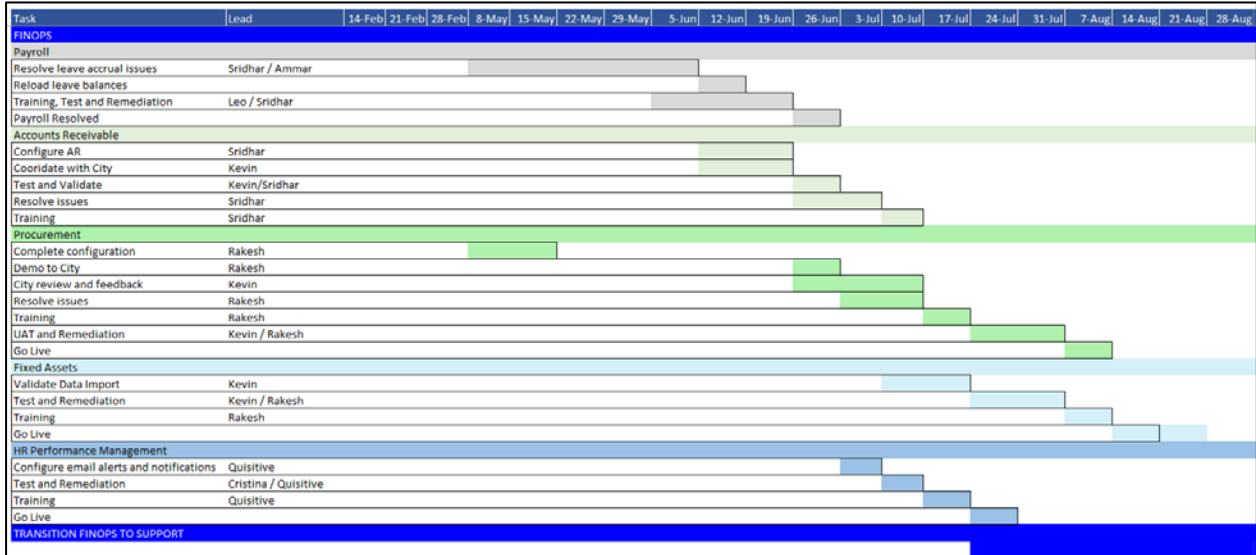 Task Lead 14-Feb 21-Feb 28-Feb 8-May 15-May 22-May 29-May 5-Jun 12-Jun 19-Jun 26-Jun 3-Jul 10-Jul 17-Jul 24-Jul 31-Jul 7-Aug 14-Aug 21-Aug 28-Aug
FINOPS
Payroll
Resolve leave accrual issues Sridhar / Ammar
Reload leave balances
Training, Test and Remediation Leo / Sridhar
Payroll Resolved
Accounts Receivable
Configure AR Sridhar
Cooridate with City Kevin
Test and Validate Kevin/Sridhar
Resolve issues Sridhar
Training Sridhar
Procurement
Complete configuration Rakesh
Demo to City Rakesh
City review and feedback Kevin
Resolve issues Rakesh
Training Rakesh
UAT and Remediation Kevin / Rakesh
Go Live
Fixed Assets
Validate Data Import Kevin
Test and Remediation Kevin / Rakesh
Training Rakesh
Go Live
HR Performance Management
Configure email alerts and notifications Quisitive
Test and Remediation Cristina / Quisitive
Training Quisitive
Go Live
TRANSITION FINOPS TO SUPPORT